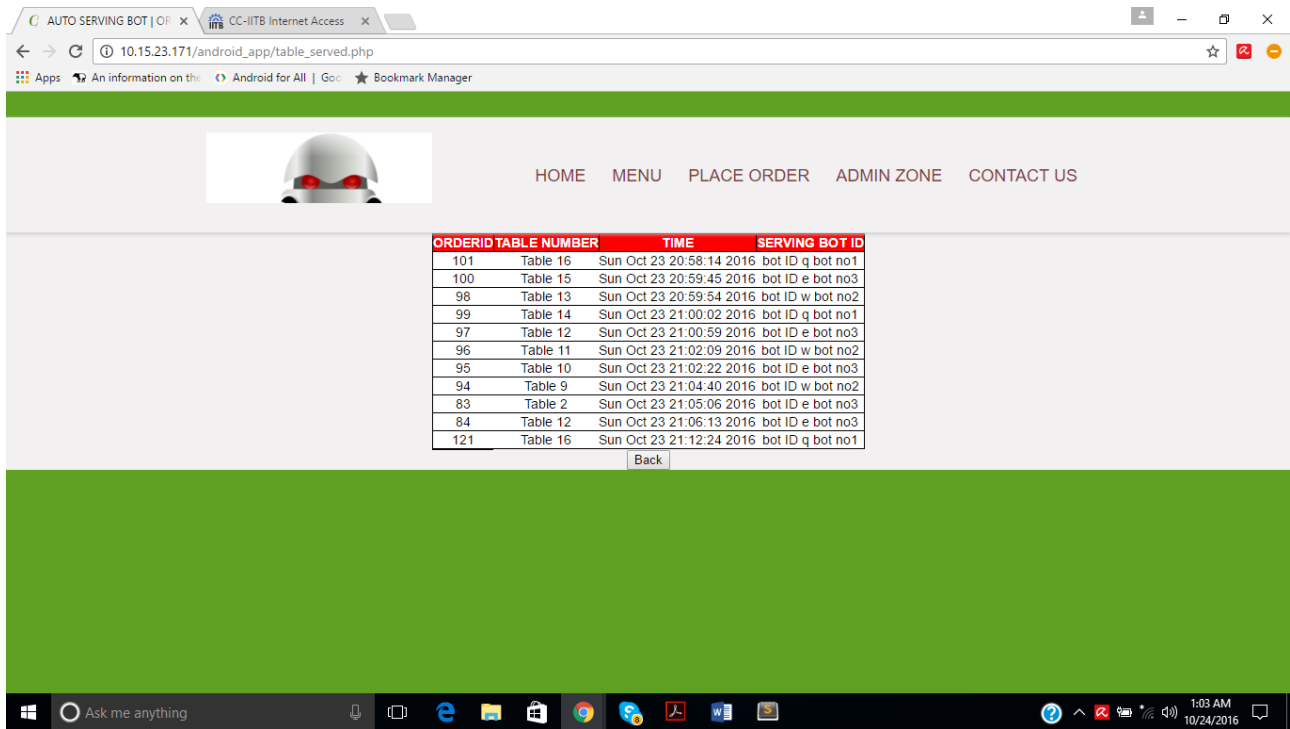 AUTO SERVING BOT | OR
CC-IITB Internet Access
10.15.23.171/android_app/table_served.php
Apps An information on the Android for All | Goo Bookmark Manager
HOME MENU PLACE ORDER ADMIN ZONE CONTACT US
ORDERID TABLE NUMBER TIME SERVING BOT ID
101 Table 16 Sun Oct 23 20:58:14 2016 bot ID q bot no1
100 Table 15 Sun Oct 23 20:59:45 2016 bot ID e bot no3
98 Table 13 Sun Oct 23 20:59:54 2016 bot ID w bot no2
99 Table 14 Sun Oct 23 21:00:02 2016 bot ID q bot no1
97 Table 12 Sun Oct 23 21:00:59 2016 bot ID e bot no3
96 Table 11 Sun Oct 23 21:02:09 2016 bot ID w bot no2
95 Table 10 Sun Oct 23 21:02:22 2016 bot ID e bot no3
94 Table 9 Sun Oct 23 21:04:40 2016 bot ID w bot no2
83 Table 2 Sun Oct 23 21:05:06 2016 bot ID e bot no3
84 Table 12 Sun Oct 23 21:06:13 2016 bot ID e bot no3
121 Table 16 Sun Oct 23 21:12:24 2016 bot ID q bot no1
Back
Ask me anything
1:03 AM
10/24/2016